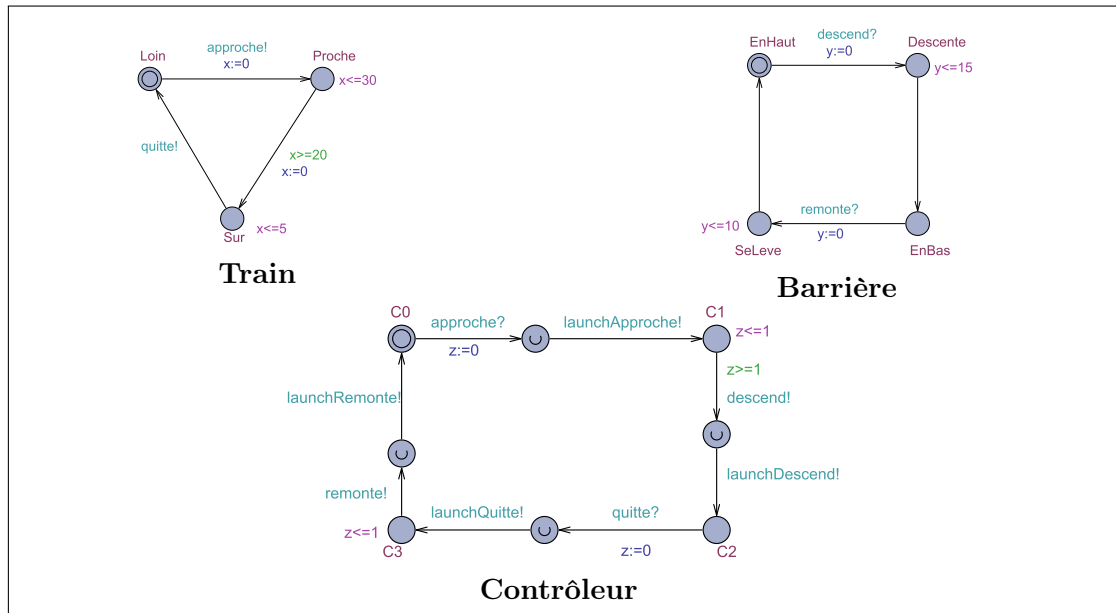 Loin
approche!
x:=0
Proche
x<=30
quitte!
x>=20
x:=0
Sur
x<=5
Train
EnHaut
descend?
y:=0
Descente
y<=15
remonte?
y<=10
y:=0
SeLeve
EnBas
Barrière
C0
approche?
z:=0
launchApproche!
C1
z<=1
z>=1
launchRemonte!
descend!
launchDescend!
remonte!
launchQuitte!
quitte?
z<=1
C3
z:=0
C2
Contrôleur